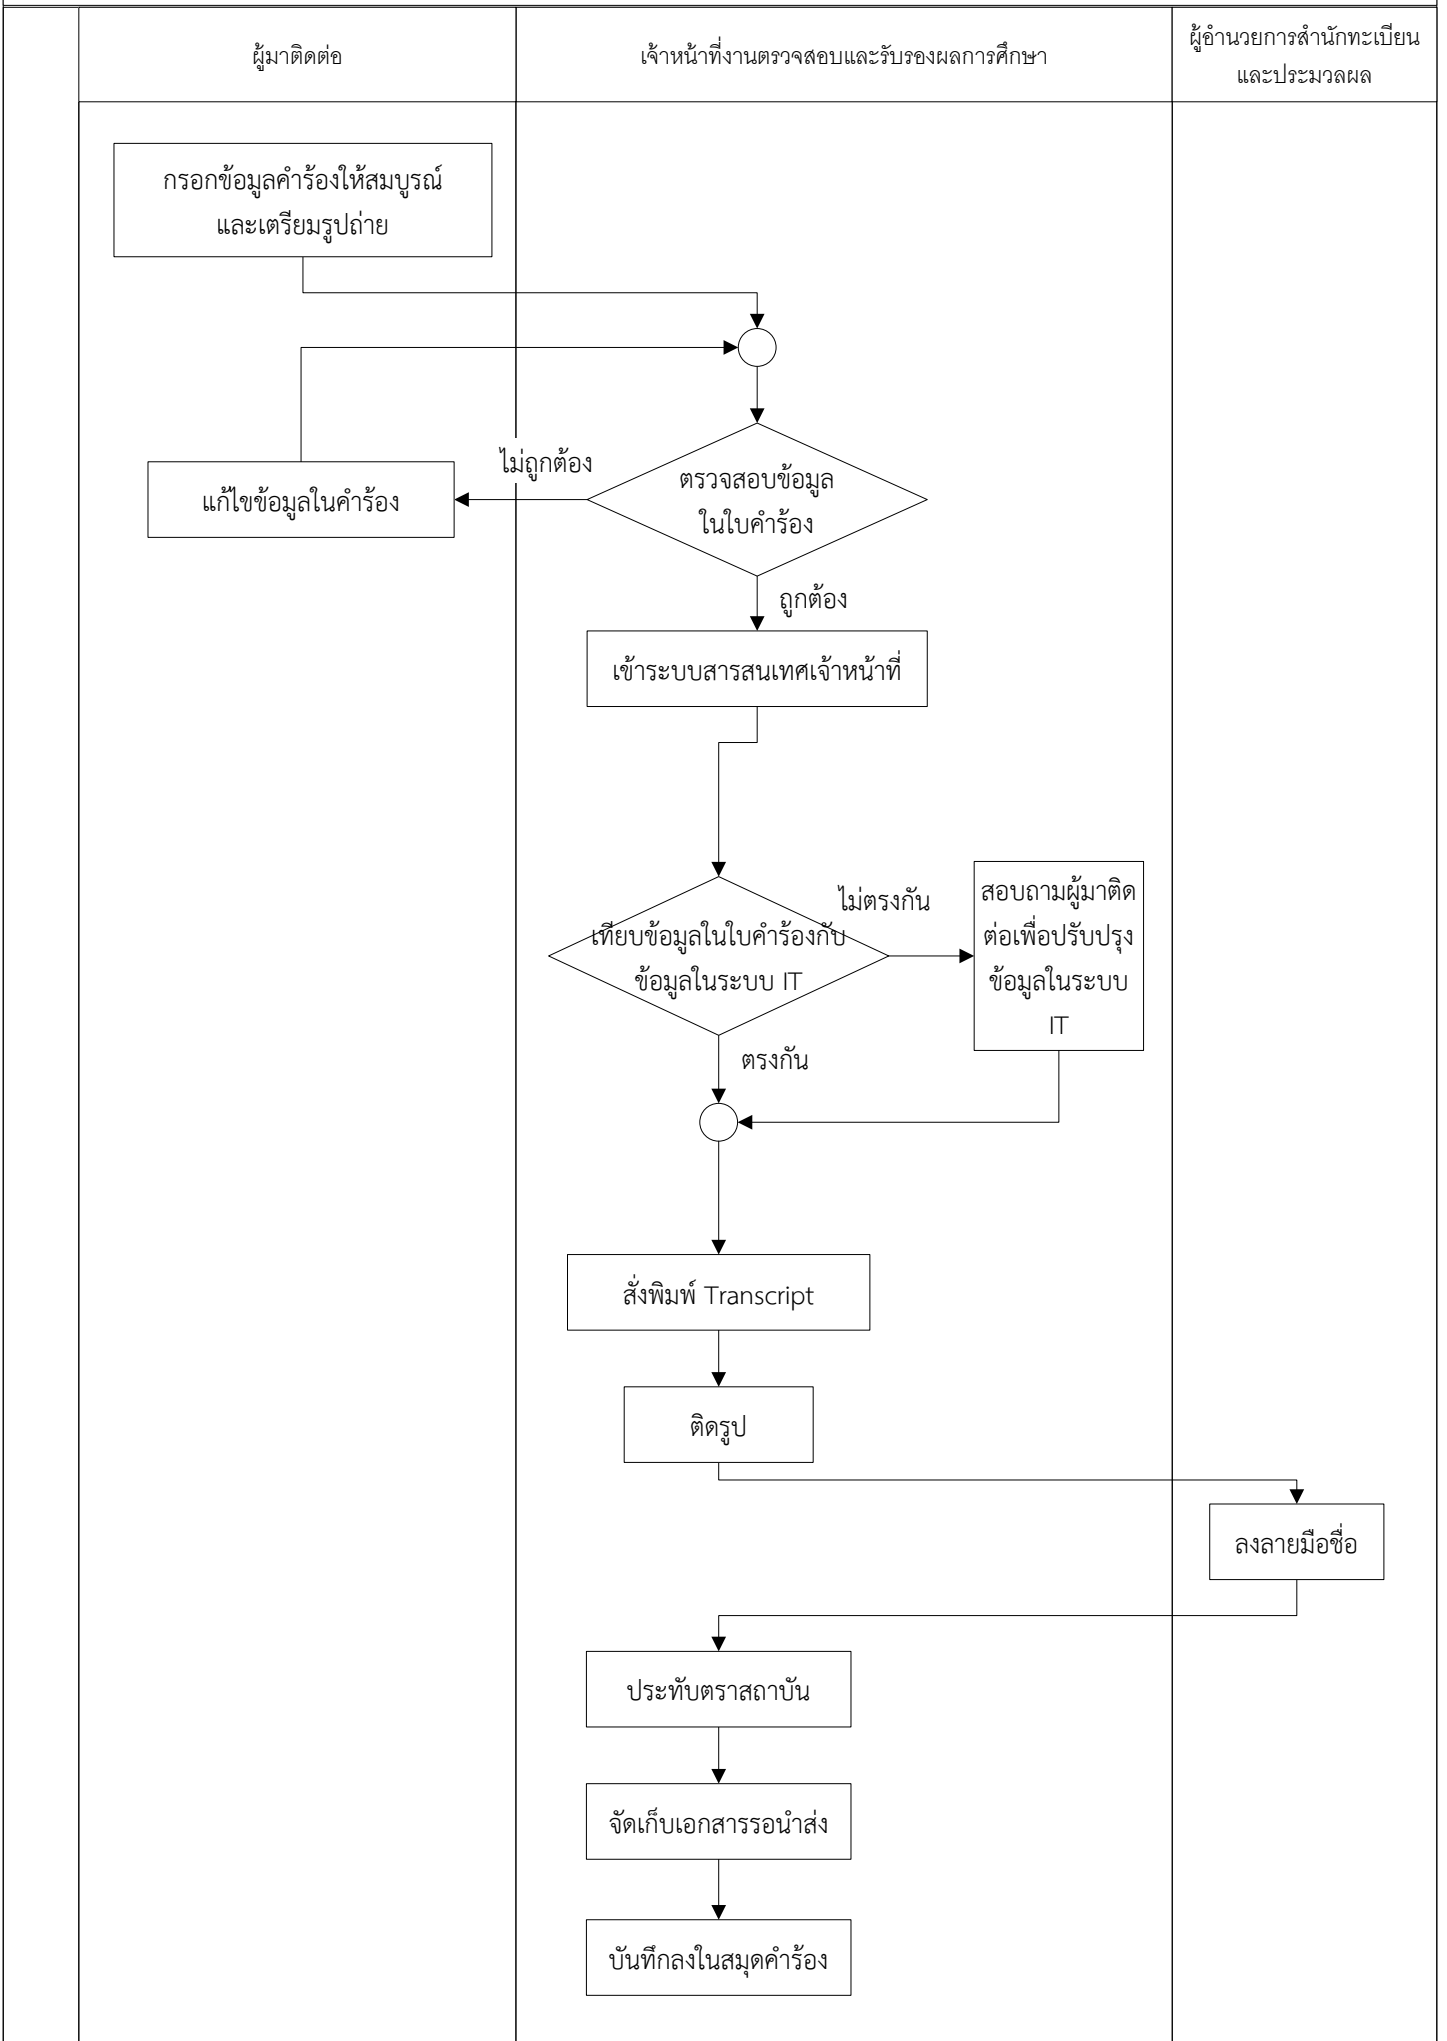 ผู้มาติดต่อ
เจ้าหน้าที่งานตรวจสอบและรับรองผลการศึกษา
ผู้อำนวยการสำนักทะเบียน
และประมวลผล
กรอกข้อมูลคำร้องให้สมบูรณ์
และเตรียมรูปถ่าย
ไม่ถูกต้อง
แก้ไขข้อมูลในคำร้อง
ตรวจสอบข้อมูล
ในใบคำร้อง
ถูกต้อง
เข้าระบบสารสนเทศเจ้าหน้าที่
เทียบข้อมูลในใบคำร้องกับ
ข้อมูลในระบบ IT
ไม่ตรงกัน
สอบถามผู้มาติด
ต่อเพื่อปรับปรุง
ข้อมูลในระบบ
IT
ตรงกัน
สั่งพิมพ์ Transcript
ติดรูป
ลงลายมือชื่อ
ประทับตราสถาบัน
จัดเก็บเอกสารรอนำส่ง
บันทึกลงในสมุดคำร้อง